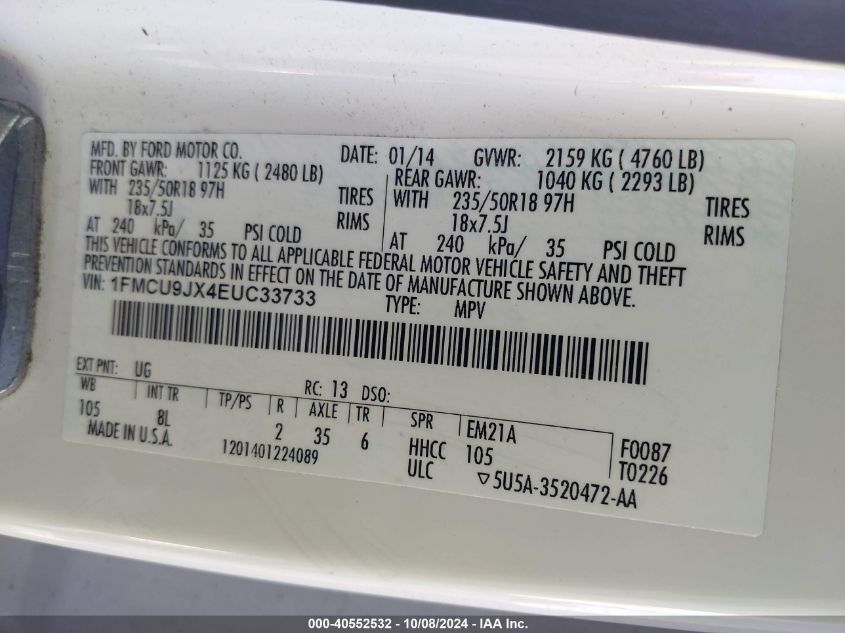 MFD. BY FORD MOTOR CO. DATE: 01/14 GVWR: 2159 KG ( 4760 LB)
FRONT GAWR: 1125 KG ( 2480 LB) REAR GAWR: 1040 KG ( 2293 LB)
WITH 235/50R18 97H TIRES WITH 235/50R18 97H TIRES
18x7.5J RIMS 18x7.5J RIMS
AT 240 kPa/ 35 PSI COLD AT 240 kPa/ 35 PSI COLD
THIS VEHICLE CONFORMS TO ALL APPLICABLE FEDERAL MOTOR VEHICLE SAFETY AND THEFT
PREVENTION STANDARDS IN EFFECT ON THE DATE OF MANUFACTURE SHOWN ABOVE.
VIN: 1FMCU9JX4EUC33733 TYPE: MPV
EXT PNT: UG RC: 13 DSO:
WB INT TR TP/PS R AXLE TR SPR EM21A
105 8L 2 35 6 HHCC 105 F0087
MADE IN U.S.A. 1201401224089 ULC T0226
▽5U5A-3520472-AA
000-40552532 - 10/08/2024 - IAAI Inc.